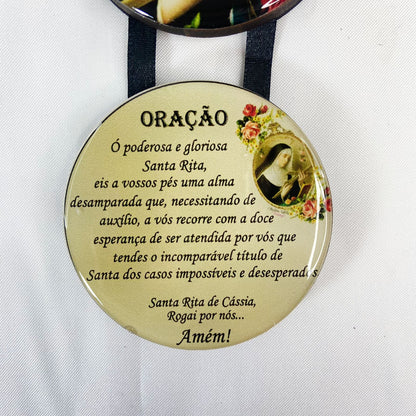 ORAÇÃO
Ó poderosa e gloriosa
Santa Rita,
eis a vossos pés uma alma
desamparada que, necessitando de
auxílio, a vós recorre com a doce
esperança de ser atendida por vós que
tendes o incomparável título de
Santa dos casos impossíveis e desesperados
Santa Rita de Cássia,
Rogai por nós...
Amém!